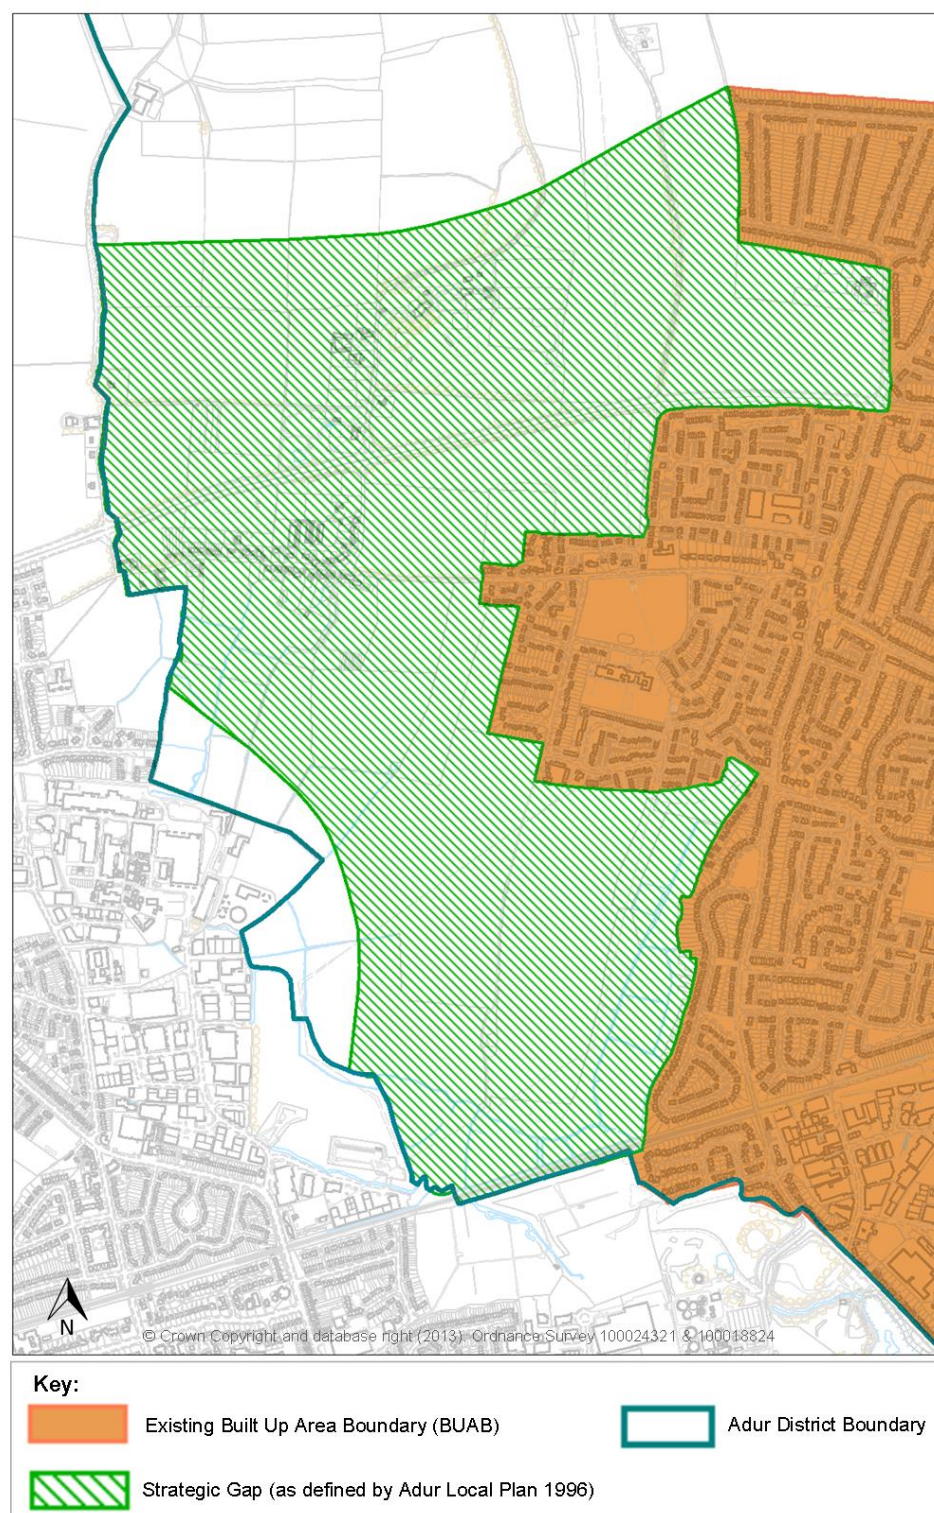 N
© Crown Copyright and database right (2013). Ordnance Survey 100024321 & 100018824
Key:
Existing Built Up Area Boundary (BUAB)
Adur District Boundary
Strategic Gap (as defined by Adur Local Plan 1996)